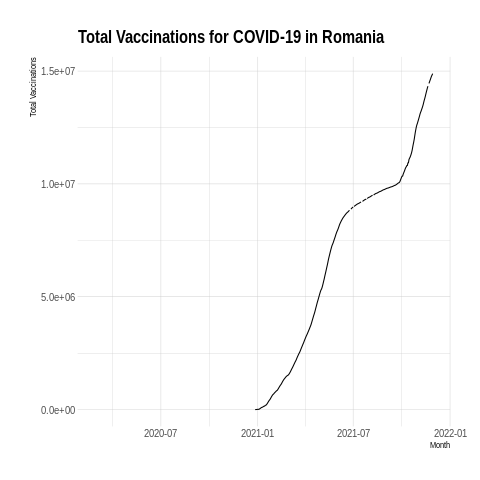 Total Vaccinations for COVID-19 in Romania
Total Vaccinations
1.5e+07
1.0e+07
5.0e+06
0.0e+00
2020-07
2021-01
2021-07
2022-01
Month